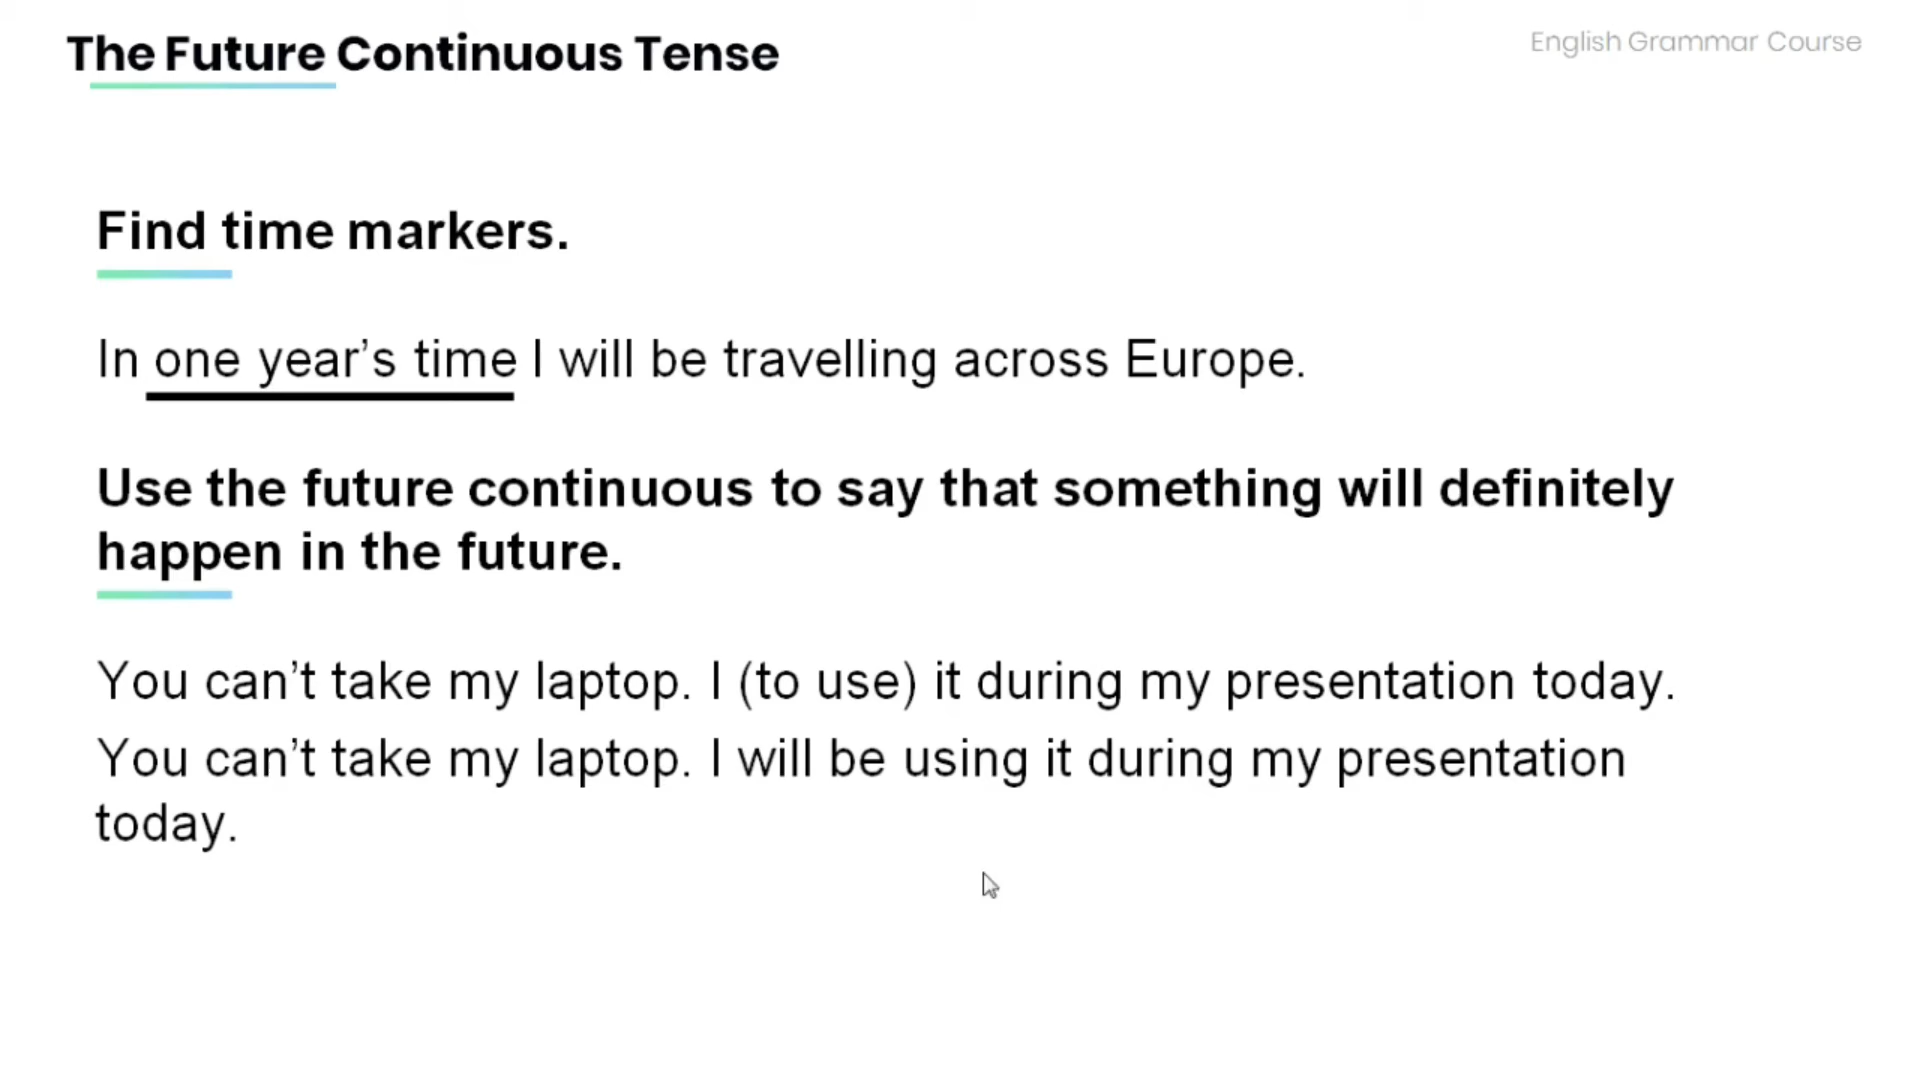 The Future Continuous Tense
English Grammar Course
Find time markers.
In one year’s time I will be travelling across Europe.
Use the future continuous to say that something will definitely
happen in the future.
You can’t take my laptop. I (to use) it during my presentation today.
You can’t take my laptop. I will be using it during my presentation
today.